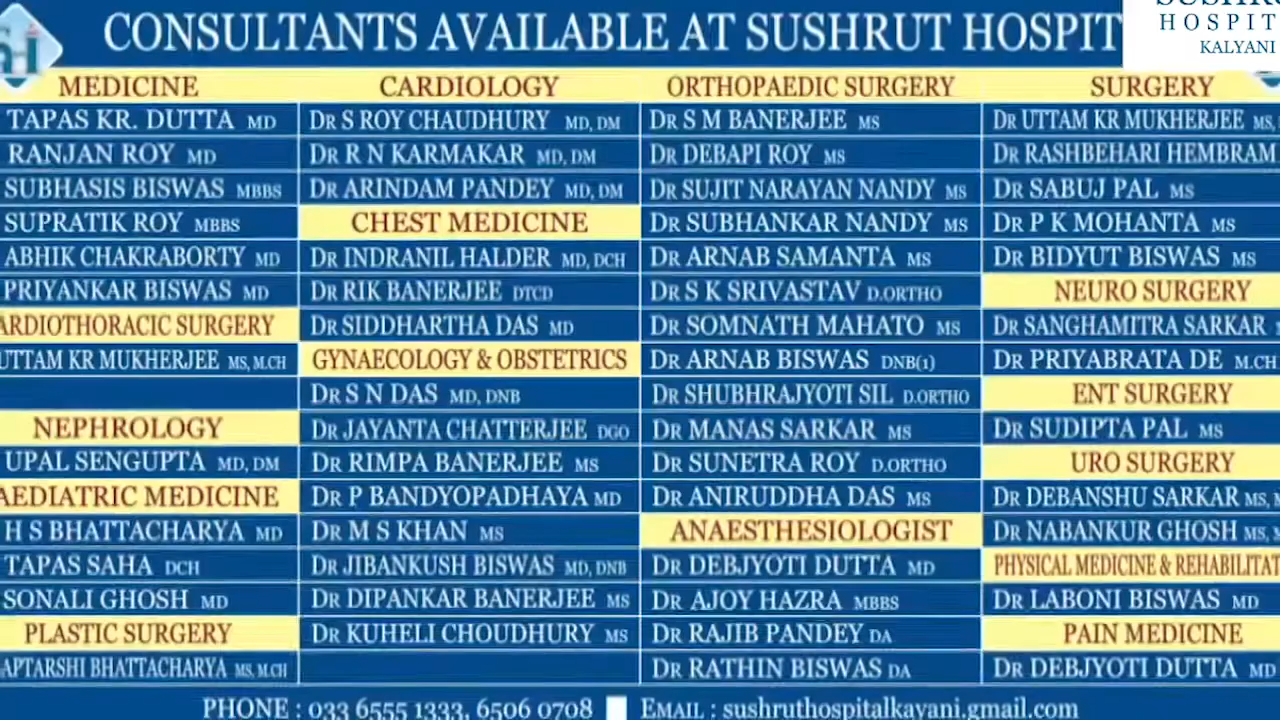 CONSULTANTS AVAILABLE AT SUSHRUT HOSPIT
HOSPIT
KALYANI
MEDICINE
TAPAS KR. DUTTA MD
RANJAN ROY MD
SUBHASIS BISWAS MBBS
SUPRATIK ROY MBBS
ABHIK CHAKRABORTY MD
PRIYANKAR BISWAS MD
ARDIOTHORACIC SURGERY
UTTAM KR MUKHERJEE MS, M.CH
NEPHROLOGY
UPAL SENGUPTA MD, DM
AEDIATRIC MEDICINE
H S BHATTACHARYA MD
TAPAS SAHA DCH
SONALI GHOSH MD
PLASTIC SURGERY
APTARSHI BHATTACHARYA MS, M.CH
CARDIOLOGY
DR S ROY CHAUDHURY MD, DM
DR R N KARMAKAR MD, DM
DR ARINDAM PANDEY MD, DM
CHEST MEDICINE
DR INDRANIL HALDER MD, DCH
DR RIK BANERJEE DTCD
DR SIDDHARTHA DAS MD
GYNAECOLOGY & OBSTETRICS
DR S N DAS MD, DNB
DR JAYANTA CHATTERJEE DGO
DR RIMPA BANERJEE MS
DR P BANDYOPADHAYA MD
DR M S KHAN MS
DR JIBANKUSH BISWAS MD, DNB
DR DIPANKAR BANERJEE MS
DR KUHELI CHOUDHURY MS
ORTHOPAEDIC SURGERY
DR S M BANERJEE MS
DR DEBAPI ROY MS
DR SUJIT NARAYAN NANDY MS
DR SUBHANKAR NANDY MS
DR ARNAB SAMANTA MS
DR S K SRIVASTAV D.ORTHO
DR SOMNATH MAHATO MS
DR ARNAB BISWAS DNB(1)
DR SHUBHRAJYOTI SIL D.ORTHO
DR MANAS SARKAR MS
DR SUNETRA ROY D.ORTHO
DR ANIRUDDHA DAS MS
ANAESTHESIOLOGIST
DR DEBJYOTI DUTTA MD
DR AJOY HAZRA MBBS
DR RAJIB PANDEY DA
DR RATHIN BISWAS DA
SURGERY
DR UTTAM KR MUKHERJEE MS,
DR RASHBEHARI HEMBRAM
DR SABUJ PAL MS
DR P K MOHANTA MS
DR BIDYUT BISWAS MS
NEURO SURGERY
DR SANGHAMITRA SARKAR
DR PRIYABRATA DE M.CH
ENT SURGERY
DR SUDIPTA PAL MS
URO SURGERY
DR DEBANSHU SARKAR MS,
DR NABANKUR GHOSH MS,
PHYSICAL MEDICINE & REHABILITAT
DR LABONI BISWAS MD
PAIN MEDICINE
DR DEBJYOTI DUTTA MD
PHONE : 033 6555 1333, 6506 0708
EMAIL : sushruthospitalkayani.gmail.com